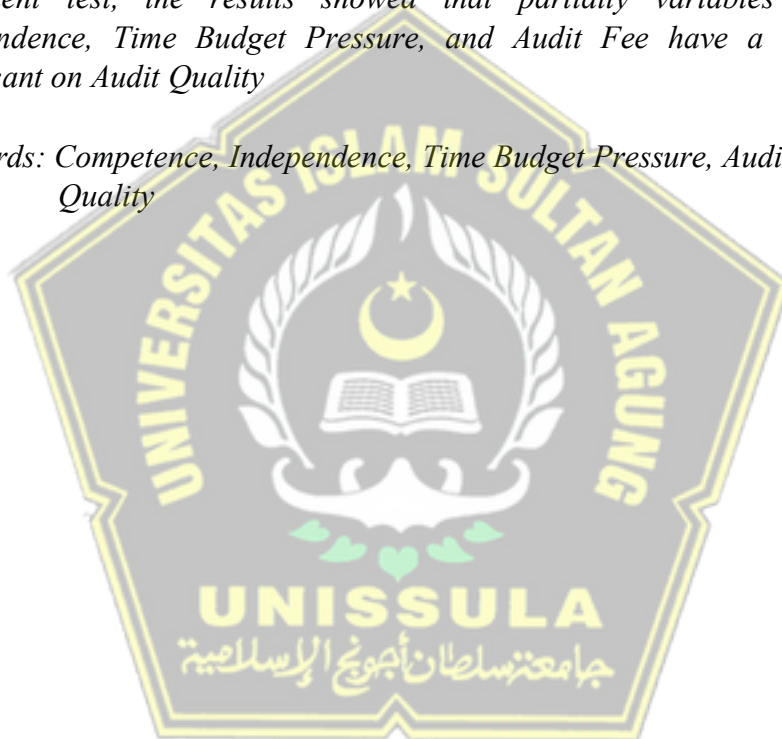 ent test, the results showed that partially variables
ndence, Time Budget Pressure, and Audit Fee have a
ant on Audit Quality
rds: Competence, Independence, Time Budget Pressure, Audi
Quality
UNIVERSITAS ISLAM SULTAN AGUNG
UNISSULA
جامعة سلطان أجونج الإسلامية